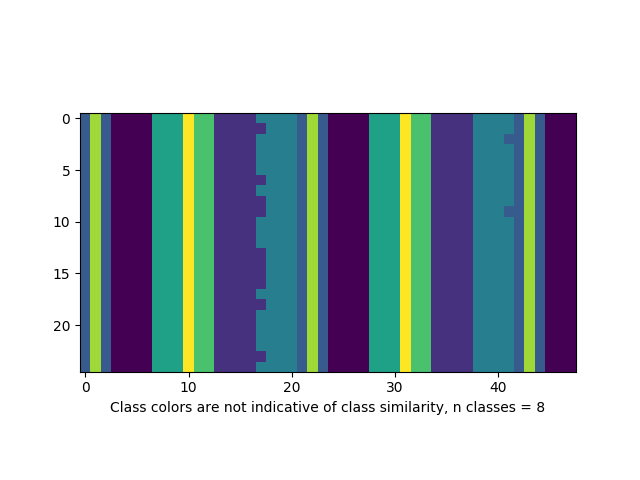 0
5
10
15
20
0 10 20 30 40
Class colors are not indicative of class similarity, n classes = 8